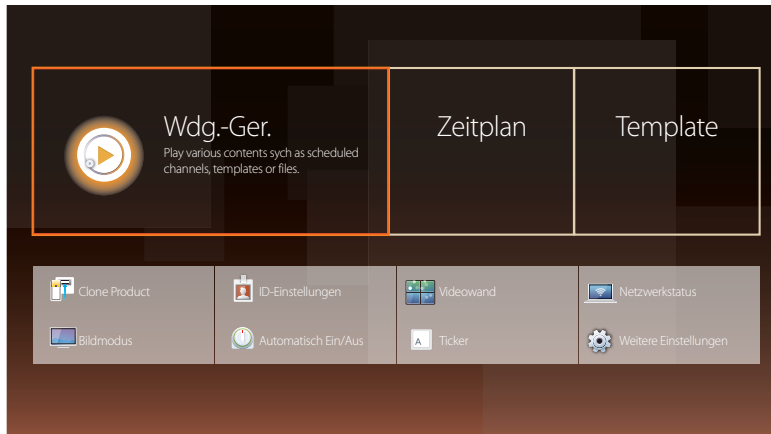 Wdg.-Ger.
Play various contents sych as scheduled
channels, templates or files.
Zeitplan
Template
Clone Product
ID-Einstellungen
Videowand
Netzwerkstatus
Bildmodus
Automatisch Ein/Aus
A
Ticker
Weitere Einstellungen